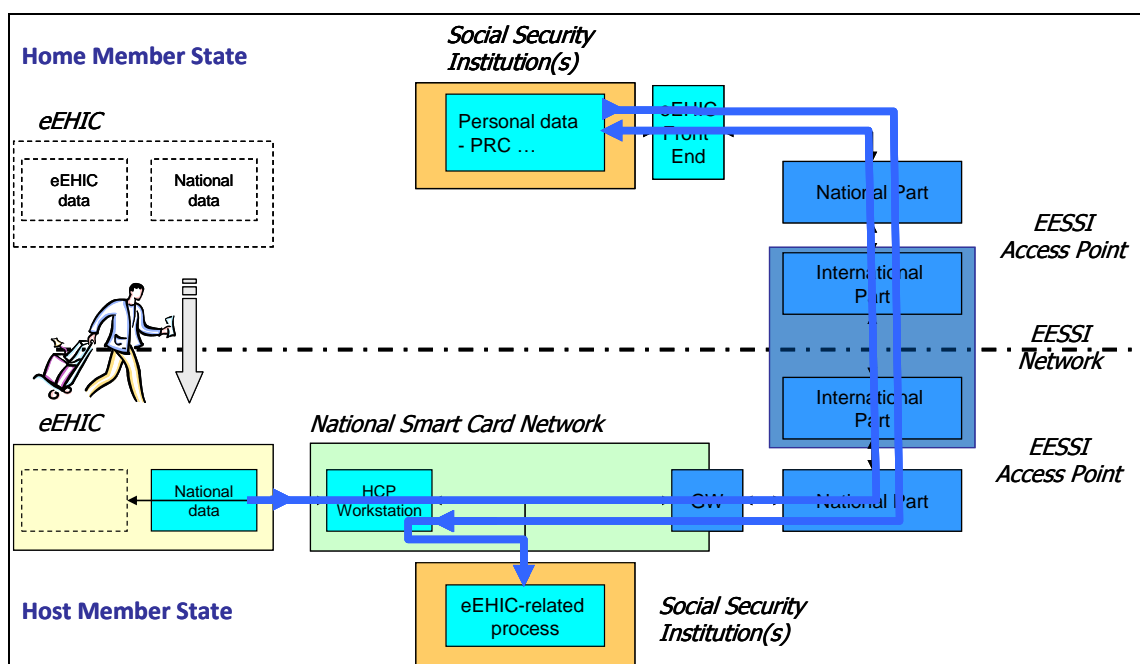 Home Member State
Social Security
Institution(s)
eEHIC
eEHIC
data
National
data
Personal data
- PRC ...
eEHIC
Front
End
National Part
EESSI
Access Point
International
Part
EESSI
Network
International
Part
eEHIC
National Smart Card Network
EESSI
Access Point
National
data
HCP
Workstation
GW
National Part
Host Member State
eEHIC-related
process
Social Security
Institution(s)